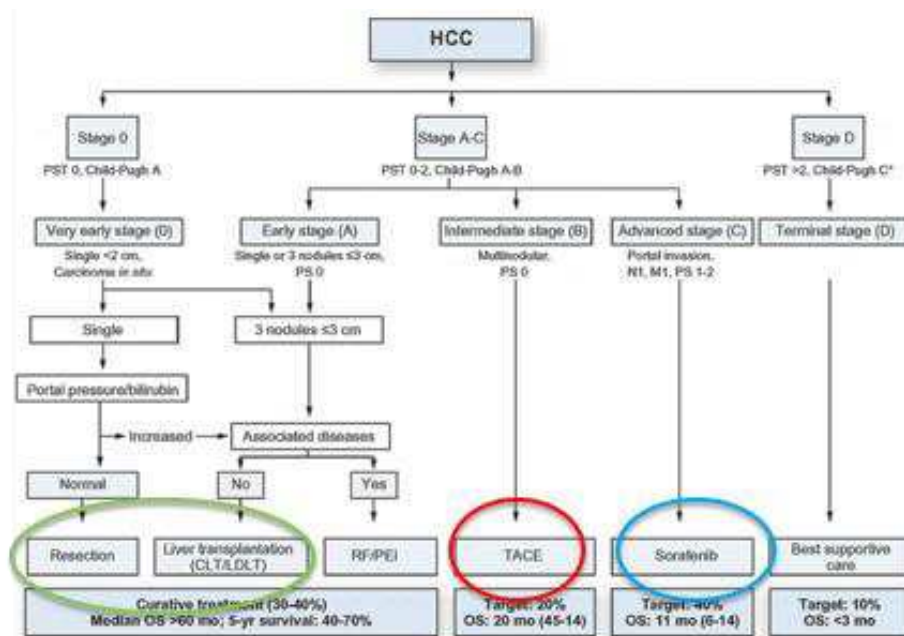 HCC
Stage 0
Stage A-C
Stage D
PST 0, Child-Pugh A
PST 0-2, Child-Pugh A-B
PST >2, Child-Pugh C*
Very early stage (0)
Early stage (A)
Intermediate stage (B)
Advanced stage (C)
Terminal stage (D)
Single <2 cm,
Carcinoma in situ
Single or 3 nodules ≤3 cm,
PS 0
Multinodular,
PS 0
Portal invasion,
N1, M1, PS 1-2
Single
3 nodules ≤3 cm
Portal pressure/bilirubin
Increased
Associated diseases
Normal
No
Yes
Resection
Liver transplantation
(CLT/LDLT)
RF/PEI
TACE
Sorafenib
Best supportive
care
Curative treatment (30-40%)
Median OS >60 mo; 5-yr survival: 40-70%
Target: 20%
OS: 20 mo (45-14)
Target: 40%
OS: 11 mo (6-14)
Target: 10%
OS: <3 mo